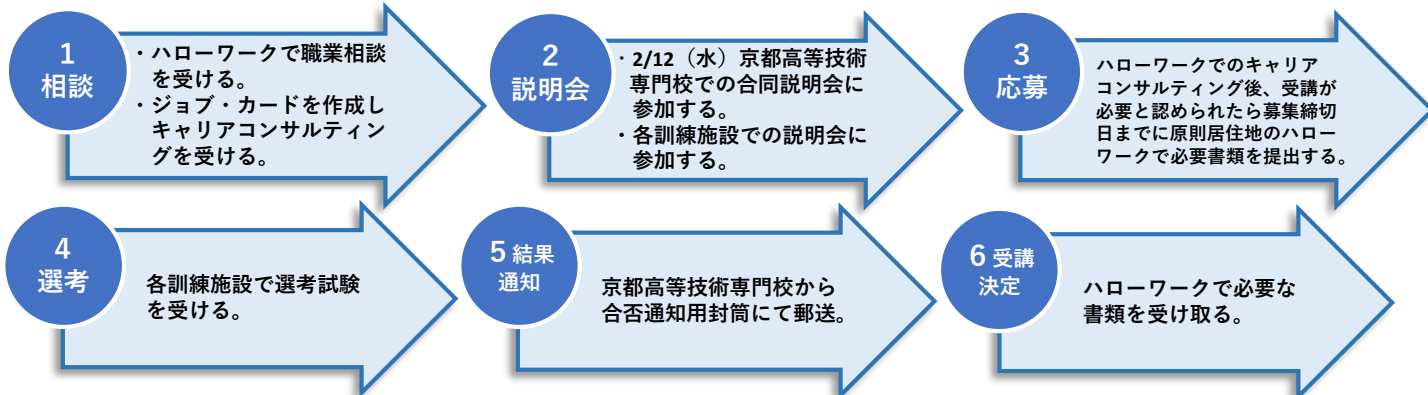 1
相談
・ハローワークで職業相談
を受ける。
・ジョブ・カードを作成し
キャリアコンサルティン
グを受ける。
2
説明会
・2/12（水）京都高等技術
専門校での合同説明会に
参加する。
・各訓練施設での説明会に
参加する。
3
応募
ハローワークでのキャリア
コンサルティング後、受講が
必要と認められたら募集締切
日までに原則居住地のハロー
ワークで必要書類を提出する。
4
選考
各訓練施設で選考試験
を受ける。
5 結果
通知
京都高等技術専門校から
合否通知用封筒にて郵送。
6 受講
決定
ハローワークで必要な
書類を受け取る。